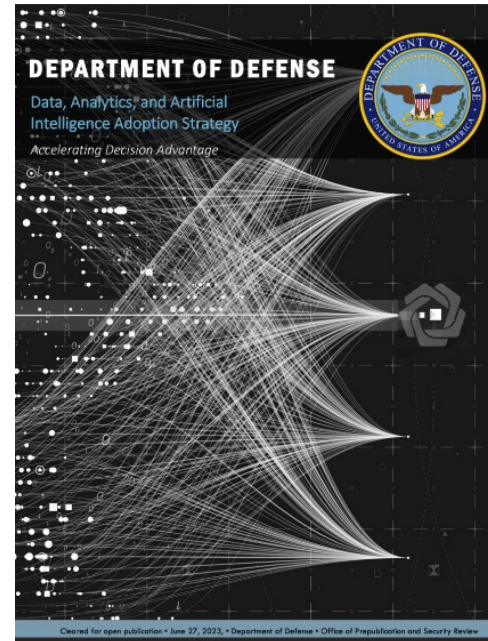 DEPARTMENT OF DEFENSE
Data, Analytics, and Artificial
Intelligence Adoption Strategy
Accelerating Decision Advantage
DEPARTMENT OF DEFENSE
UNITED STATES OF AMERICA
Cleared for open publication • June 27, 2023, • Department of Defense • Office of Prepublication and Security Review